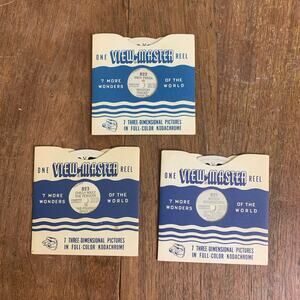 ONE VIEW-MASTER REEL
822
7 MORE WONDERS OF THE WORLD
7 THREE DIMENSIONAL PICTURES
IN FULL-COLOR KODACHROME
ONE VIEW-MASTER REEL
823
7 MORE WONDERS OF THE WORLD
7 THREE DIMENSIONAL PICTURES
IN FULL-COLOR KODACHROME
ONE VIEW-MASTER REEL
7 MORE WONDERS OF THE WORLD
7 THREE DIMENSIONAL PICTURES
IN FULL-COLOR KODACHROME